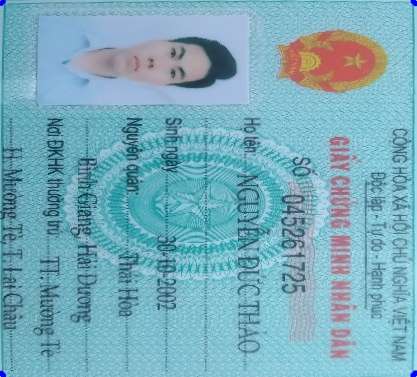 CỘNG HÒA XÃ HỘI CHỦ NGHĨA VIỆT NAM
Độc lập - Tự do - Hạnh phúc
GIẤY CHỨNG MINH NHÂN DÂN
SỐ 045261725
Họ tên: NGUYỄN ĐỨC THẢO
Sinh ngày 30-10-2002
Nguyên quán Thái Hòa
Bình Giang, Hải Dương
Nơi ĐKHK thường trú TT. Mường Tè
H. Mường Tè, T. Lai Châu